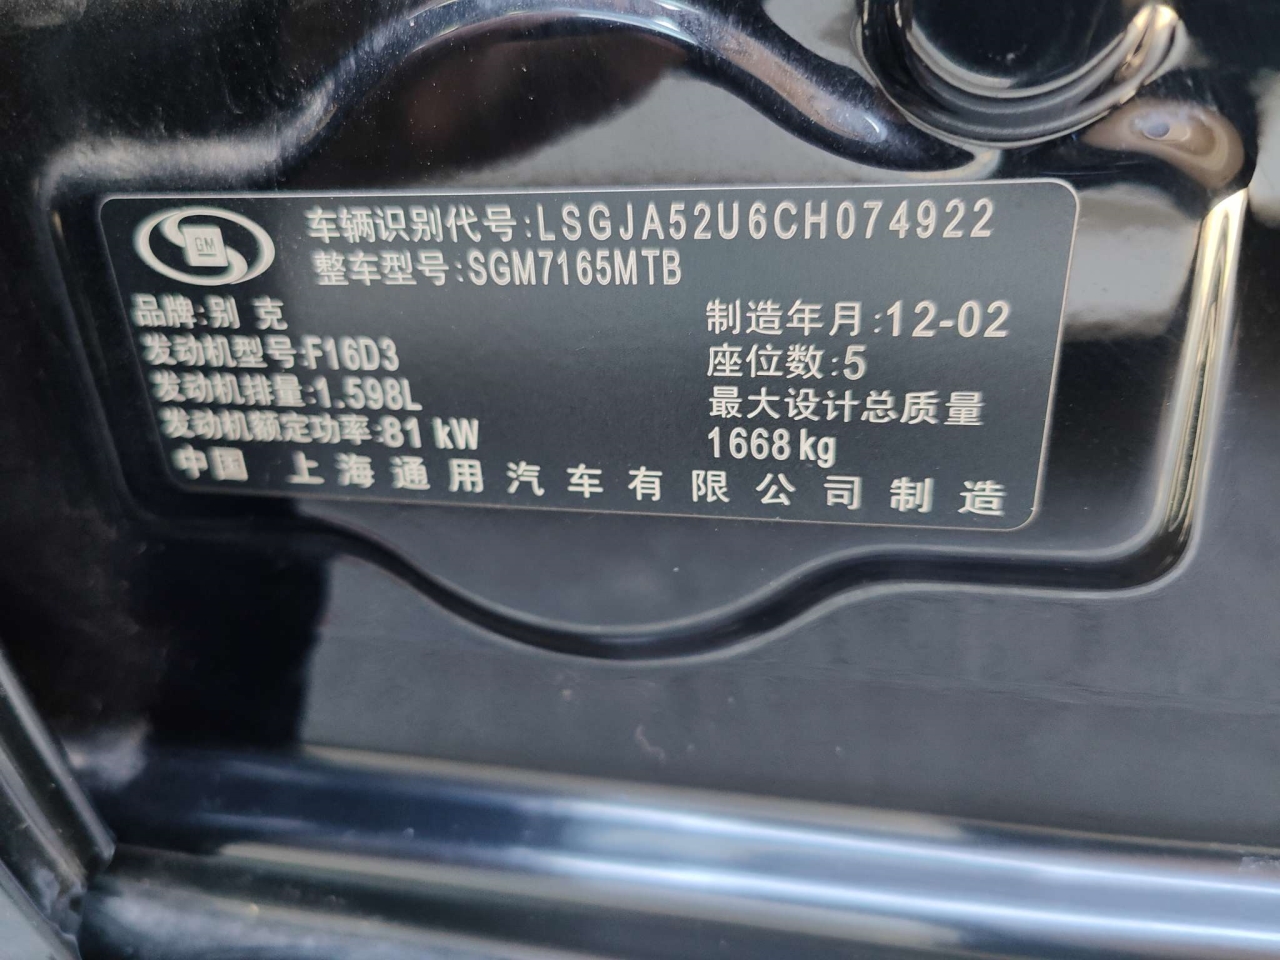 GM
车辆识别代号:LSGJA52U6CH074922
整车型号:SGM7165MTB
品牌:别 克
发动机型号:F16D3
发动机排量:1.598L
发动机额定功率:81 kW
制造年月:12-02
座位数:5
最大设计总质量
1668kg
中国 上海通用汽车有限公司制造